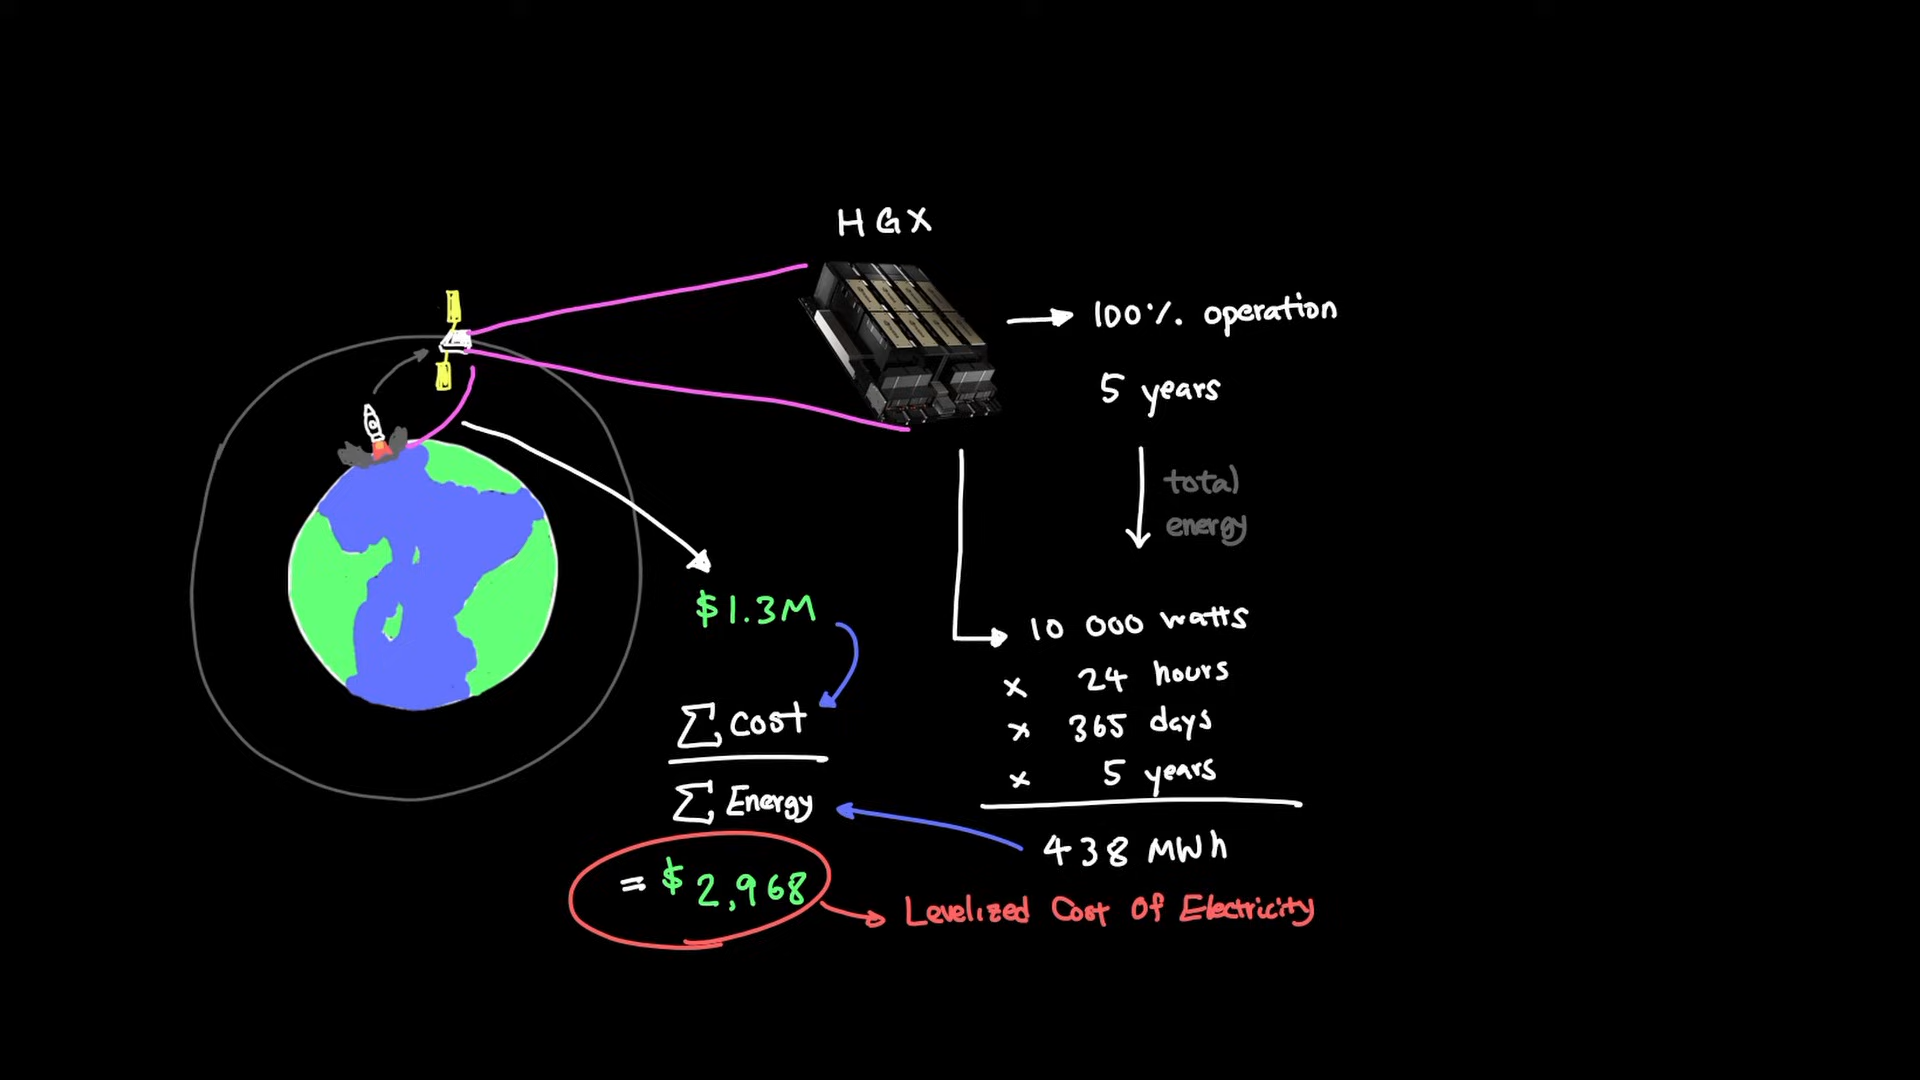 HGX
→ 100% operation
5 years
total
energy
$1.3M
10 000 watts
x 24 hours
x 365 days
x 5 years
438 MWh
∑ cost
∑ Energy
= $2,968
Levelized Cost Of Electricity